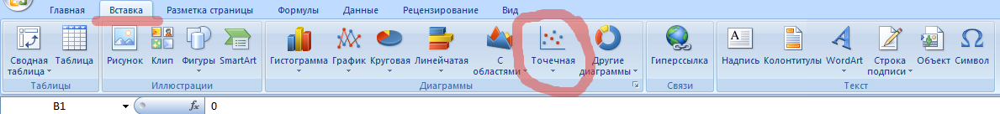 Главная Вставка Разметка страницы Формулы Данные Рецензирование Вид
Сводная таблица Таблица Рисунок Клип Фигуры SmartArt Гистограмма График Круговая Линейчатая С областями Точечная Другие диаграммы Гиперссылка Надпись Колонтитулы WordArt Строка подписи Объект Символ
Таблицы Иллюстрации Диаграммы Связи Текст
B1 fx 0